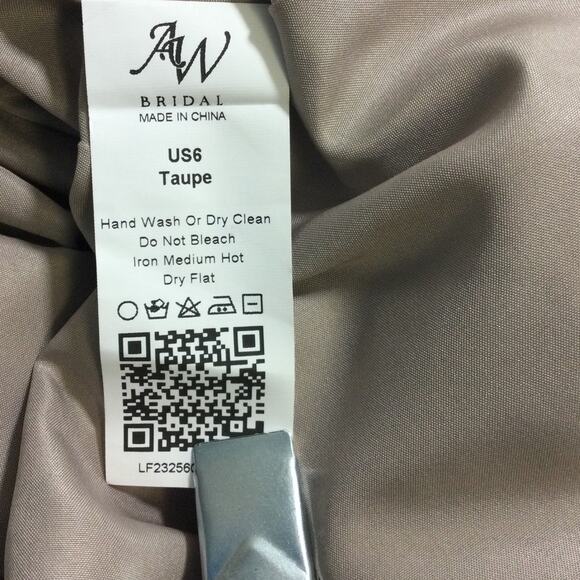 AW
BRIDAL
MADE IN CHINA
US6
Taupe
Hand Wash Or Dry Clean
Do Not Bleach
Iron Medium Hot
Dry Flat